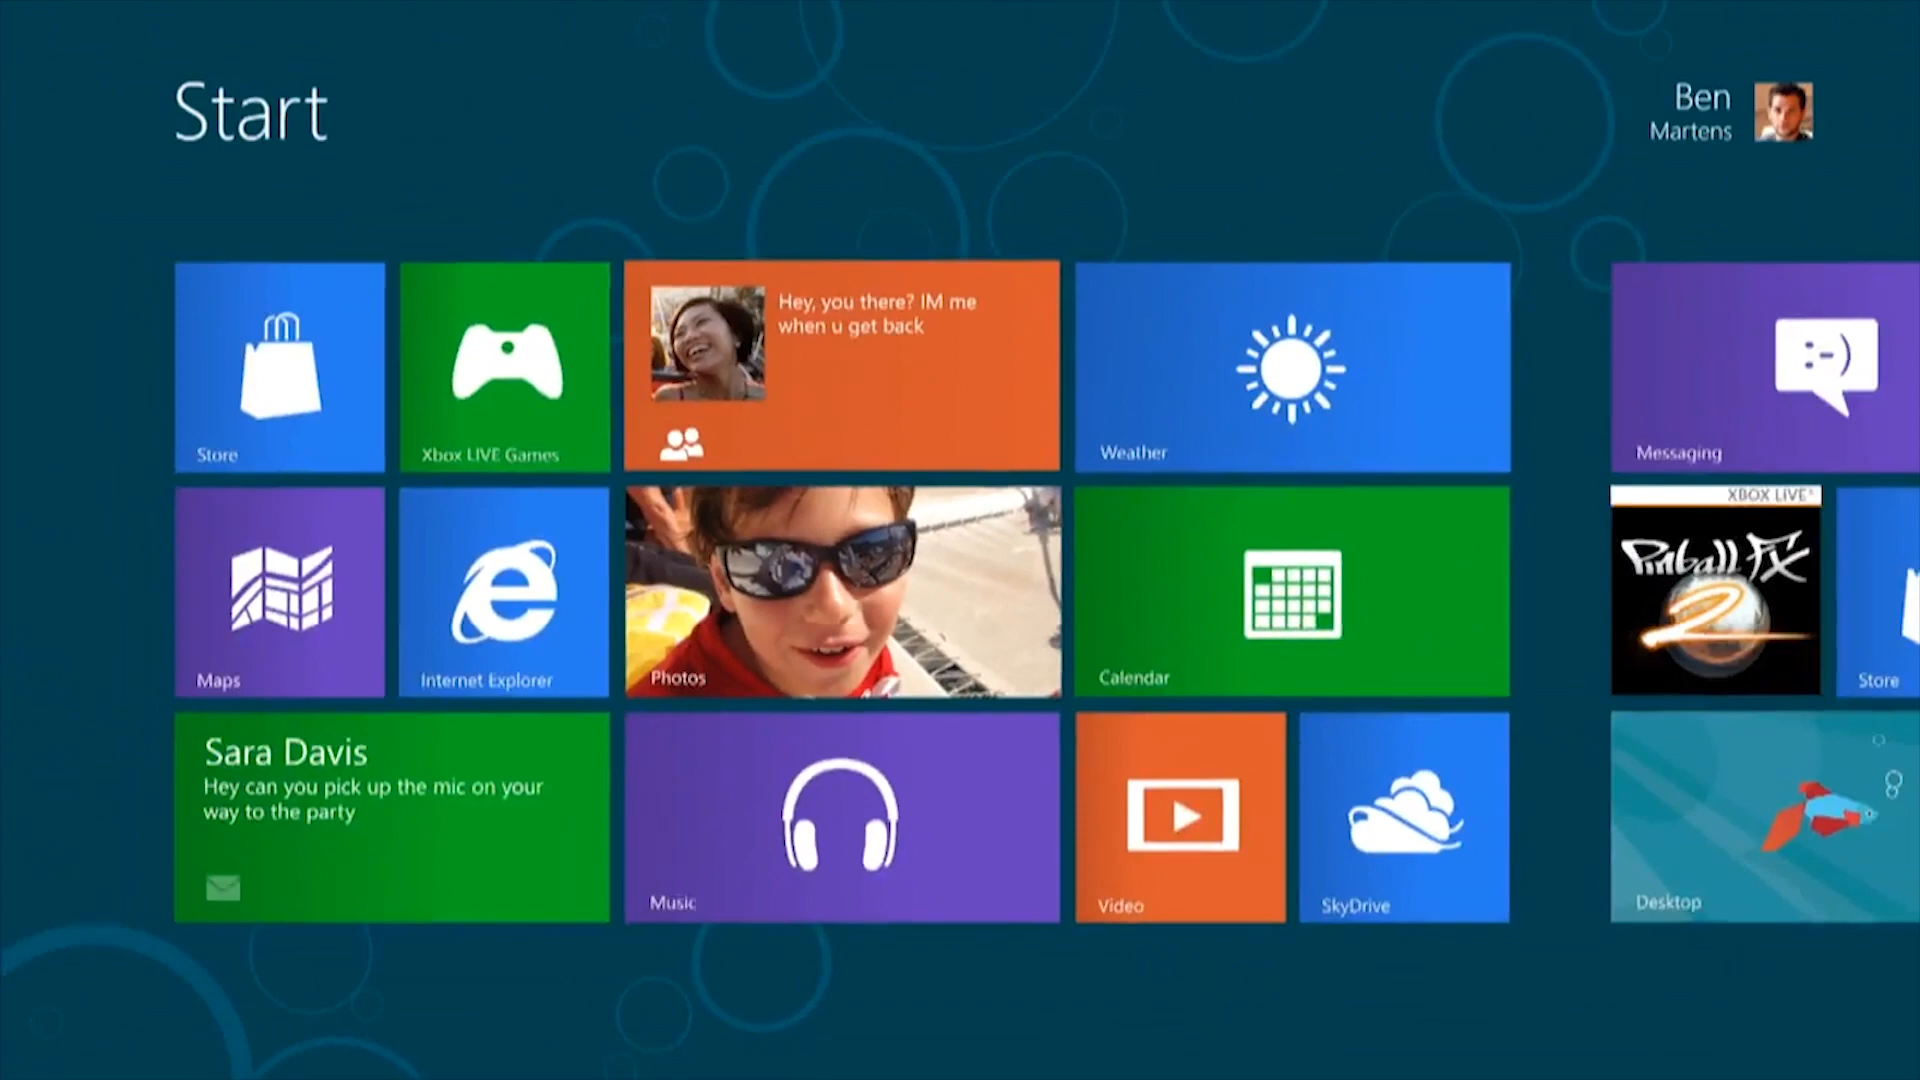 Start
Ben
Martens
Store
Xbox LIVE Games
Hey, you there? IM me
when u get back
Weather
Messaging
:-)
Maps
Internet Explorer
Photos
Calendar
XBOX LIVE
Pinball FX
2
Store
Sara Davis
Hey can you pick up the mic on your
way to the party
Music
Video
SkyDrive
Desktop